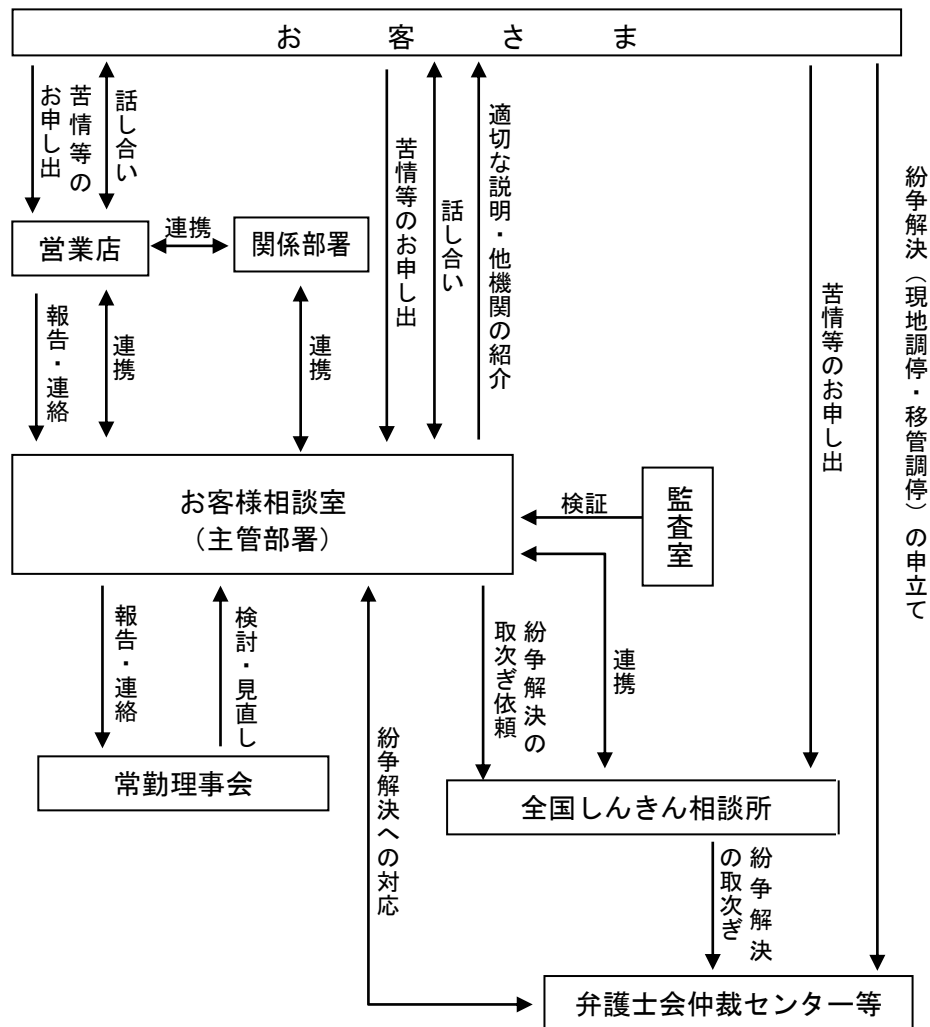 お客さま
苦情等の
お申し出
話し合い
苦情等のお申し出
話し合い
適切な説明・他機関の紹介
苦情等のお申し出
紛争解決（現地調停・移管調停）の申立て
営業店
連携
関係部署
報告・連絡
連携
連携
お客様相談室
（主管部署）
検証
監査室
報告・連絡
検討・見直し
紛争解決への対応
紛争解決の
取次ぎ依頼
連携
常勤理事会
全国しんきん相談所
紛争解決
の取次ぎ
弁護士会仲裁センター等